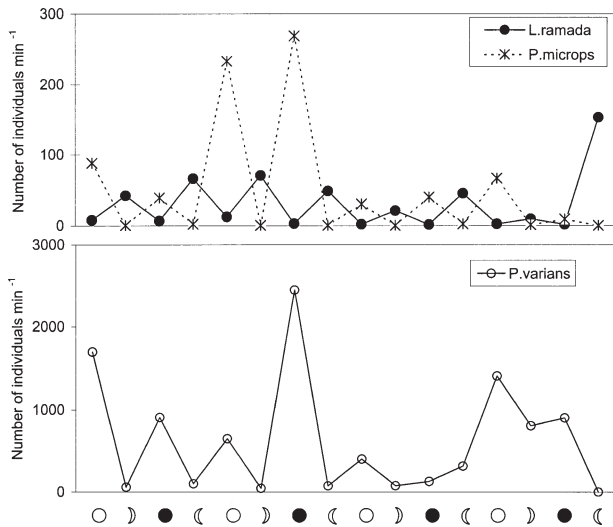 Number of individuals min⁻¹
300
200
100
0
L.ramada
P.microps
Number of individuals min⁻¹
3000
2000
1000
0
P.varians